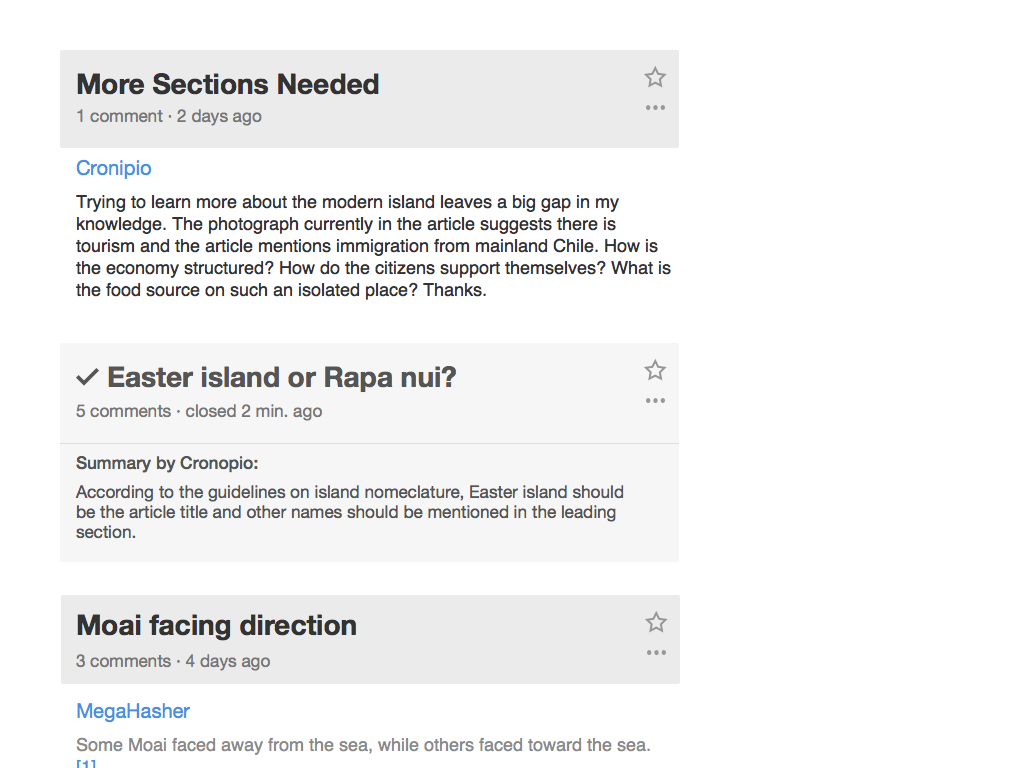 More Sections Needed
1 comment · 2 days ago
Cronipio
Trying to learn more about the modern island leaves a big gap in my
knowledge. The photograph currently in the article suggests there is
tourism and the article mentions immigration from mainland Chile. How is
the economy structured? How do the citizens support themselves? What is
the food source on such an isolated place? Thanks.
Easter island or Rapa nui?
5 comments · closed 2 min. ago
Summary by Cronopio:
According to the guidelines on island nomeclature, Easter island should
be the article title and other names should be mentioned in the leading
section.
Moai facing direction
3 comments · 4 days ago
MegaHasher
Some Moai faced away from the sea, while others faced toward the sea.
[1]